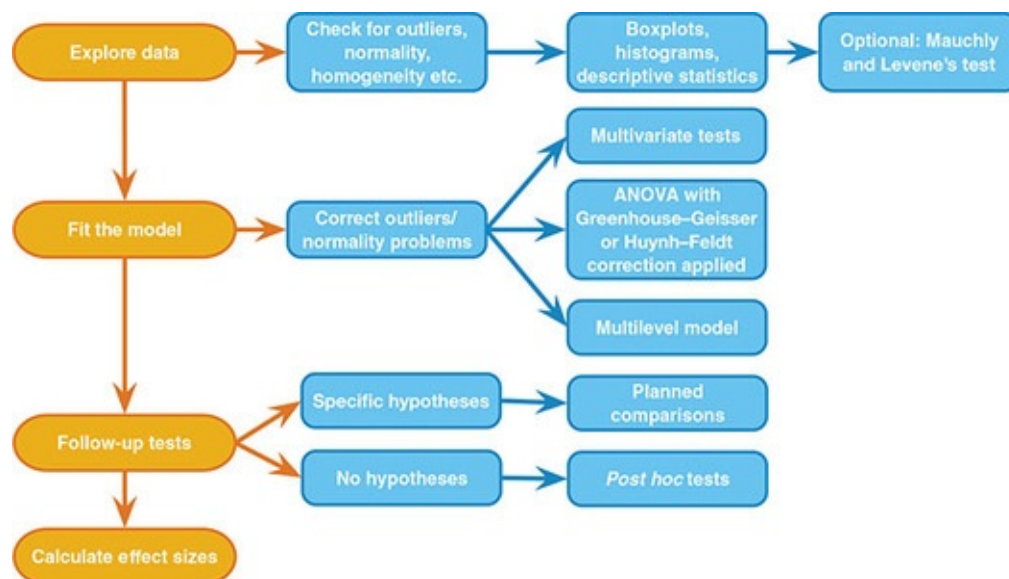 Explore data
Check for outliers,
normality,
homogeneity etc.
Boxplots,
histograms,
descriptive statistics
Optional: Mauchly
and Levene's test
Multivariate tests
Fit the model
Correct outliers/
normality problems
ANOVA with
Greenhouse–Geisser
or Huynh–Feldt
correction applied
Multilevel model
Follow-up tests
Specific hypotheses
Planned
comparisons
No hypotheses
Post hoc tests
Calculate effect sizes